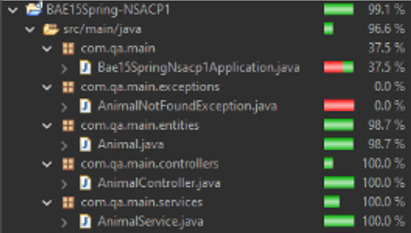 BAE15Spring-NSACP1 99.1 %
src/main/java 96.6 %
com.qa.main 37.5 %
Bae15SpringNsacp1Application.java 37.5 %
com.qa.main.exceptions 0.0 %
AnimalNotFoundException.java 0.0 %
com.qa.main.entities 98.7 %
Animal.java 98.7 %
com.qa.main.controllers 100.0 %
AnimalController.java 100.0 %
com.qa.main.services 100.0 %
AnimalService.java 100.0 %